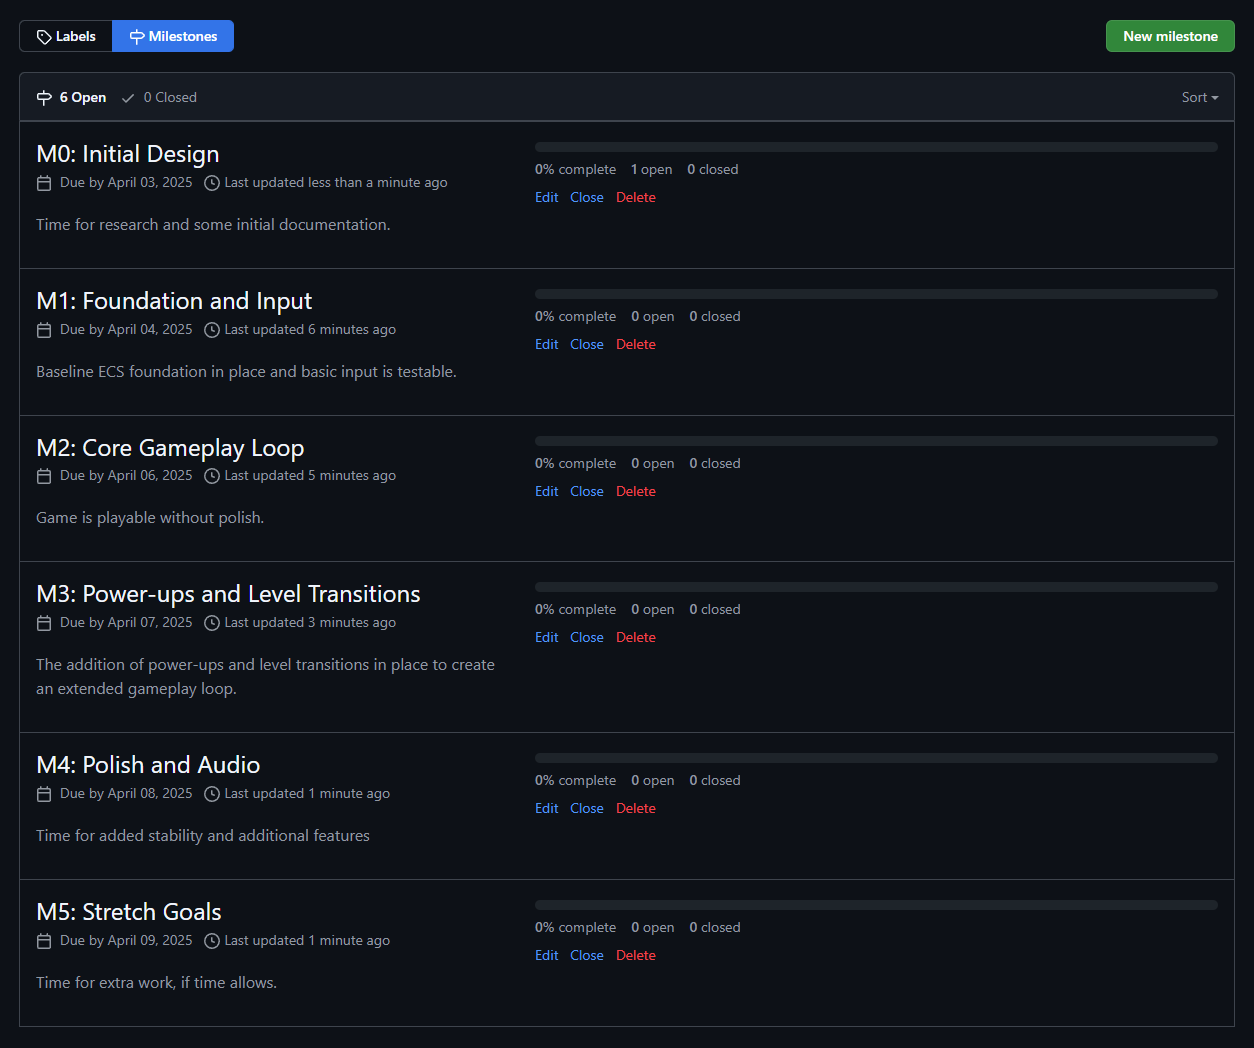 Labels Milestones New milestone
6 Open 0 Closed Sort
M0: Initial Design
Due by April 03, 2025 Last updated less than a minute ago
Time for research and some initial documentation.
0% complete 1 open 0 closed
Edit Close Delete
M1: Foundation and Input
Due by April 04, 2025 Last updated 6 minutes ago
Baseline ECS foundation in place and basic input is testable.
0% complete 0 open 0 closed
Edit Close Delete
M2: Core Gameplay Loop
Due by April 06, 2025 Last updated 5 minutes ago
Game is playable without polish.
0% complete 0 open 0 closed
Edit Close Delete
M3: Power-ups and Level Transitions
Due by April 07, 2025 Last updated 3 minutes ago
The addition of power-ups and level transitions in place to create
an extended gameplay loop.
0% complete 0 open 0 closed
Edit Close Delete
M4: Polish and Audio
Due by April 08, 2025 Last updated 1 minute ago
Time for added stability and additional features
0% complete 0 open 0 closed
Edit Close Delete
M5: Stretch Goals
Due by April 09, 2025 Last updated 1 minute ago
Time for extra work, if time allows.
0% complete 0 open 0 closed
Edit Close Delete